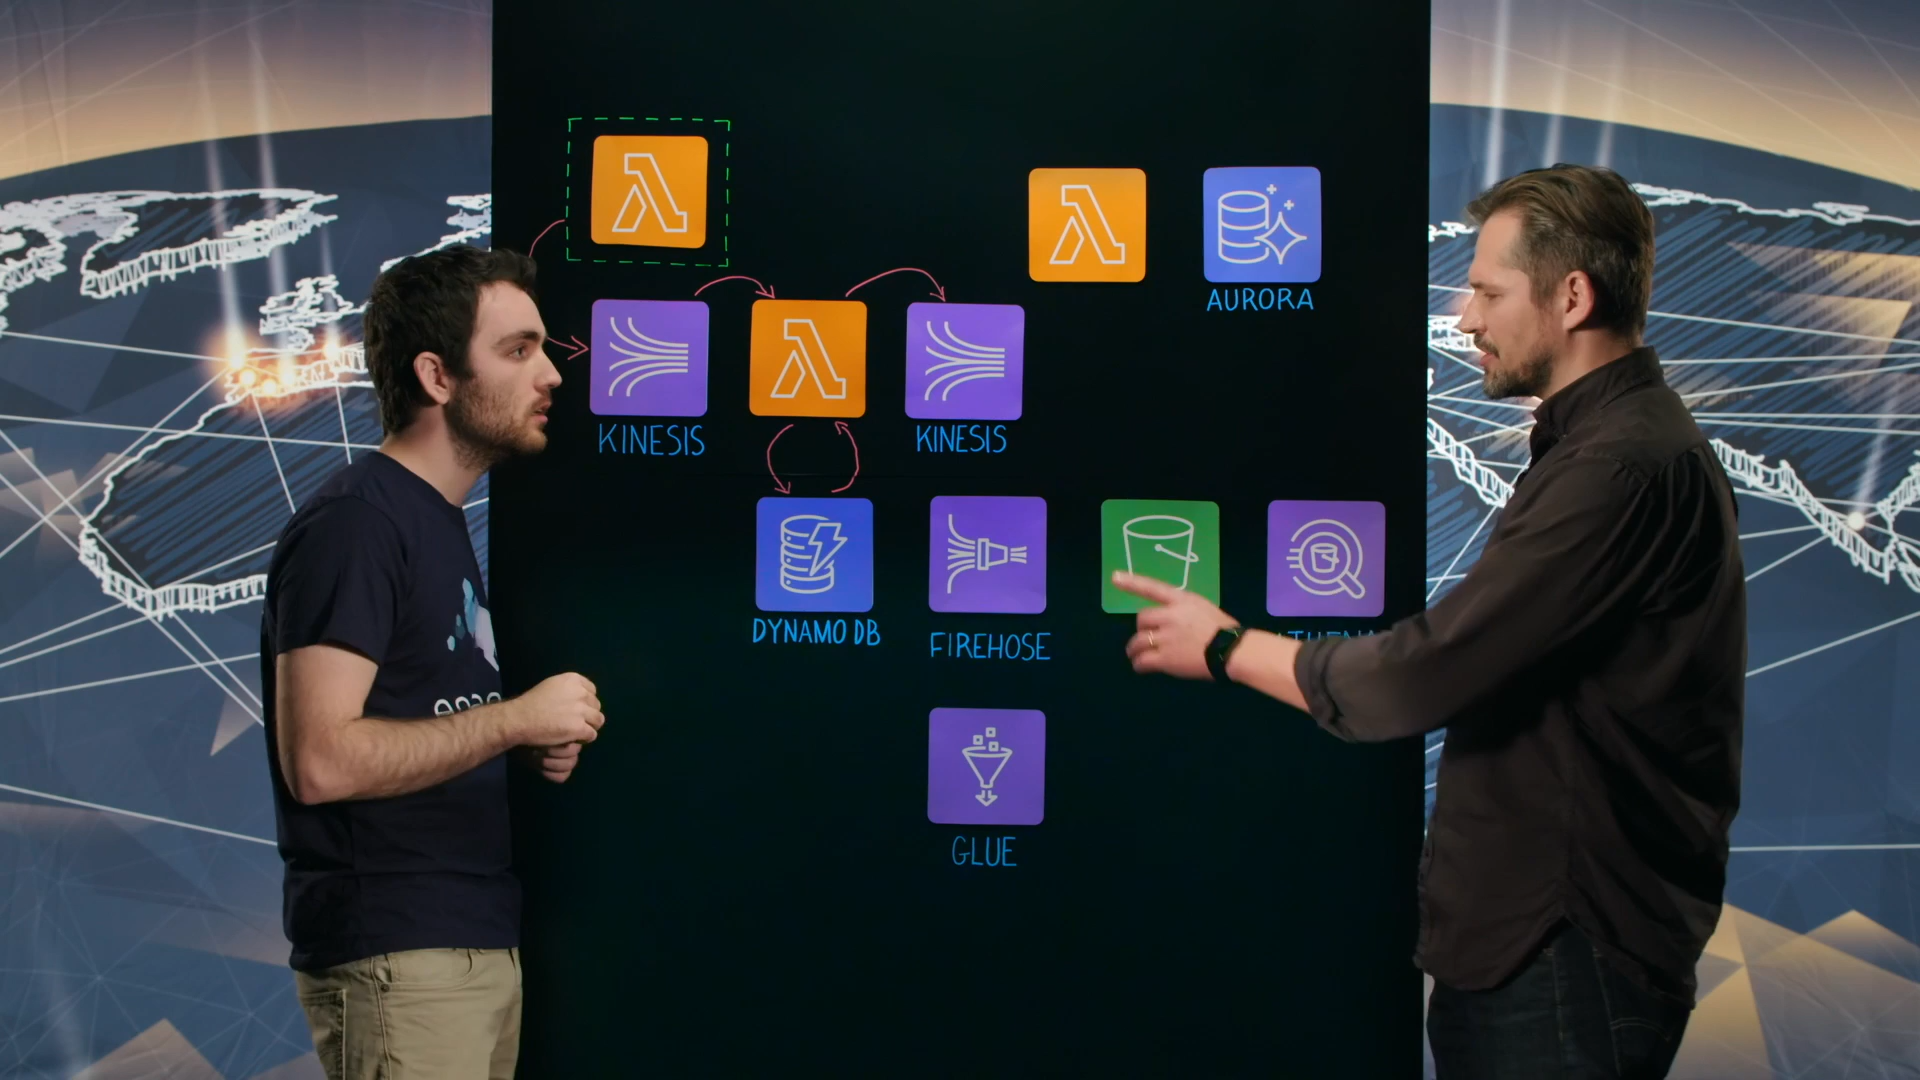 AURORA
KINESIS
KINESIS
DYNAMO DB
FIREHOSE
GLUE